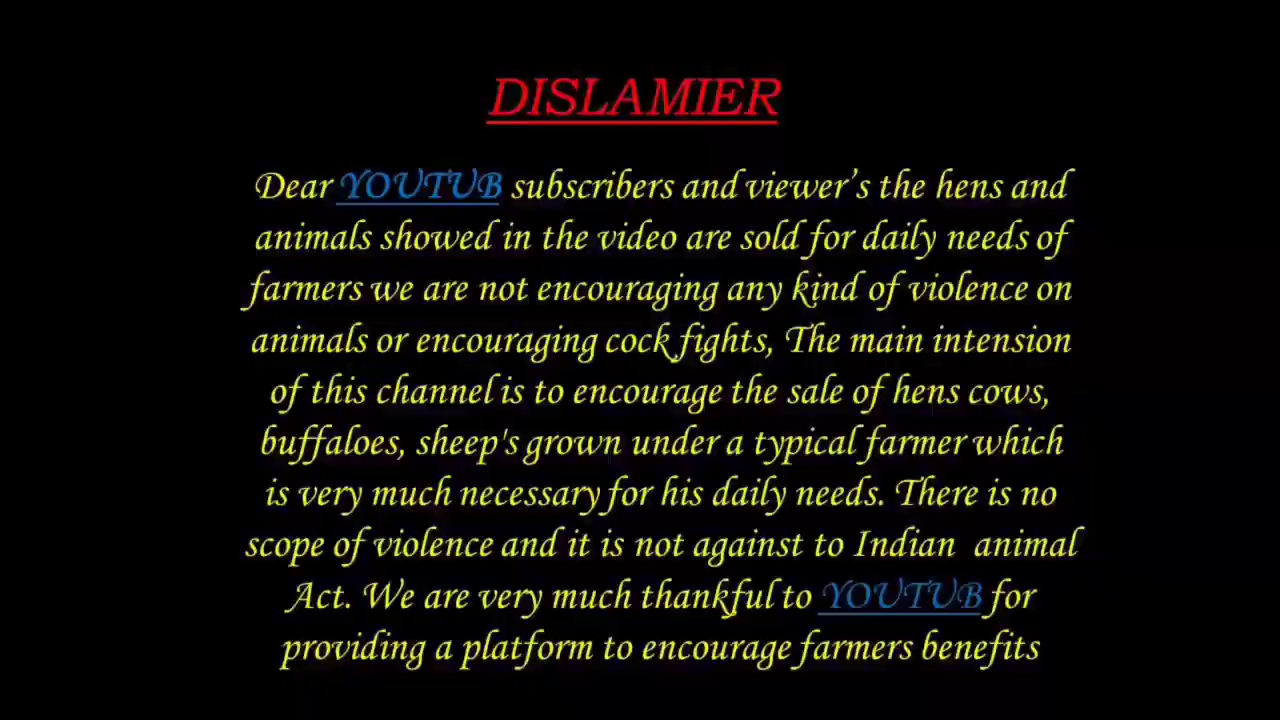 DISLAMIER
Dear YOUTUB subscribers and viewer’s the hens and
animals showed in the video are sold for daily needs of
farmers we are not encouraging any kind of violence on
animals or encouraging cock fights, The main intension
of this channel is to encourage the sale of hens cows,
buffaloes, sheep's grown under a typical farmer which
is very much necessary for his daily needs. There is no
scope of violence and it is not against to Indian animal
Act. We are very much thankful to YOUTUB for
providing a platform to encourage farmers benefits